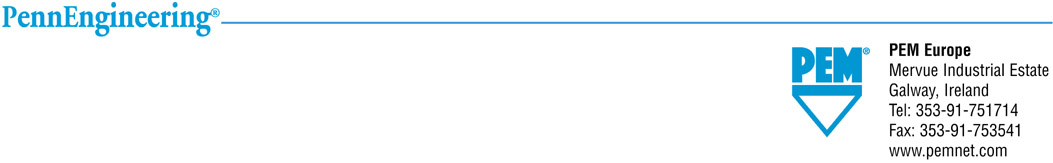 PennEngineering®
PEM®
PEM Europe
Mervue Industrial Estate
Galway, Ireland
Tel: 353-91-751714
Fax: 353-91-753541
www.pemnet.com